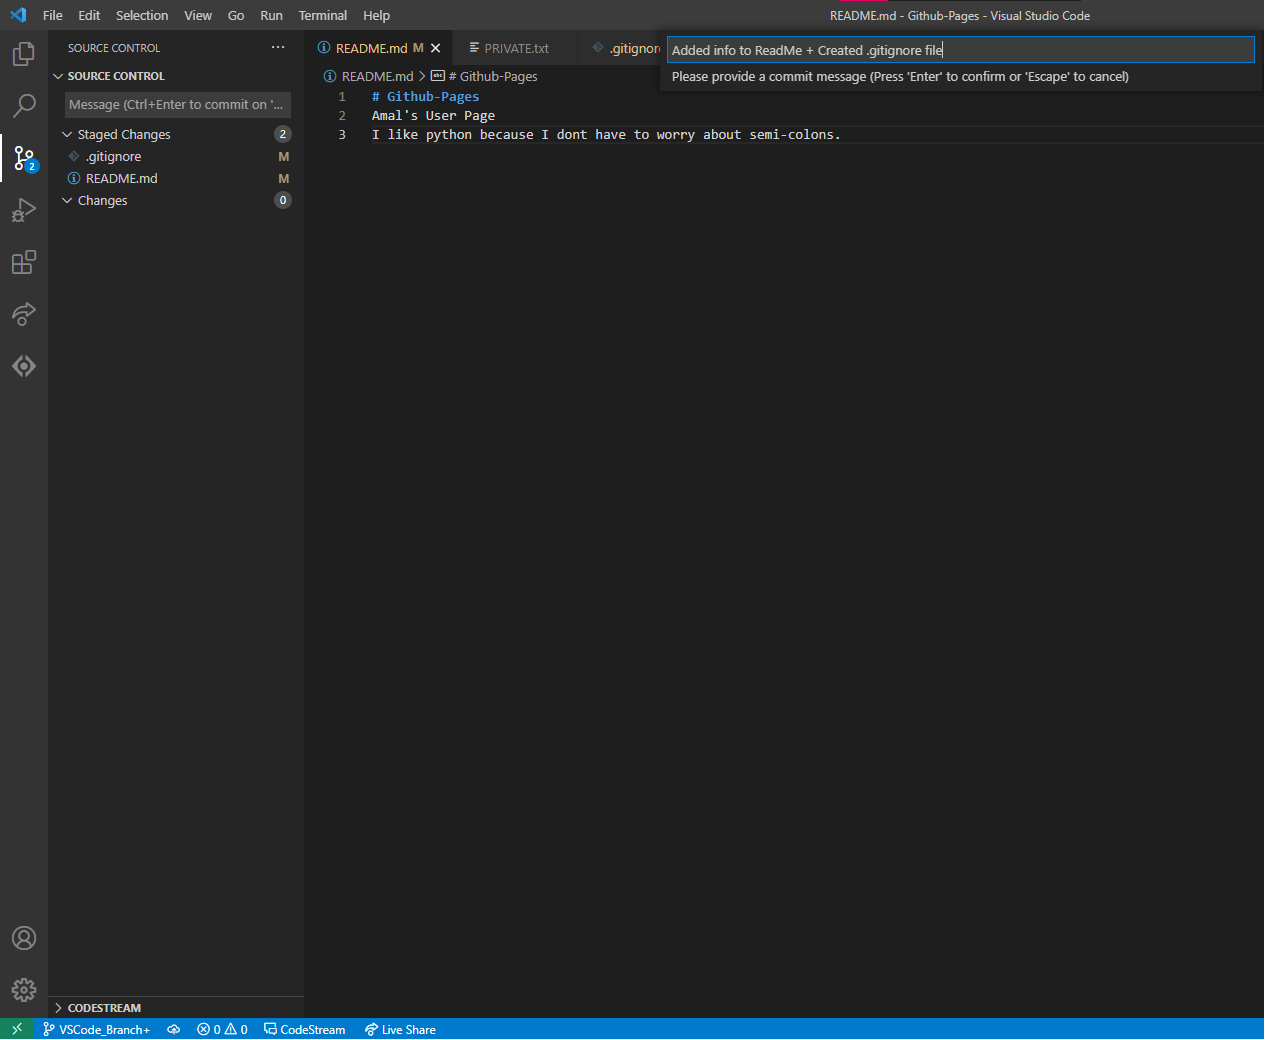 File Edit Selection View Go Run Terminal Help
README.md - Github-Pages - Visual Studio Code
SOURCE CONTROL ···
README.md M
PRIVATE.txt
.gitignore
Added info to ReadMe + Created .gitignore file
Please provide a commit message (Press 'Enter' to confirm or 'Escape' to cancel)
SOURCE CONTROL
README.md > # Github-Pages
Message (Ctrl+Enter to commit on '...
Staged Changes 2
.gitignore M
README.md M
Changes 0
1 # Github-Pages
2 Amal's User Page
3 I like python because I dont have to worry about semi-colons.
2
CODESTREAM
VSCode_Branch+ 0 0 CodeStream Live Share